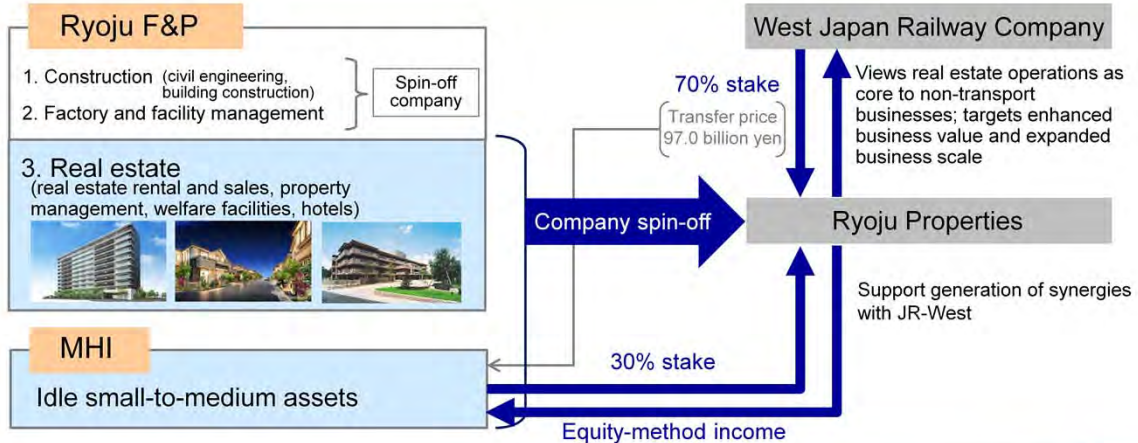 Ryoju F&P
1. Construction (civil engineering,
building construction)
2. Factory and facility management
Spin-off
company
3. Real estate
(real estate rental and sales, property
management, welfare facilities, hotels)
MHI
Idle small-to-medium assets
Company spin-off
West Japan Railway Company
70% stake
Transfer price
97.0 billion yen
Views real estate operations as
core to non-transport
businesses; targets enhanced
business value and expanded
business scale
Ryoju Properties
Support generation of synergies
with JR-West
30% stake
Equity-method income